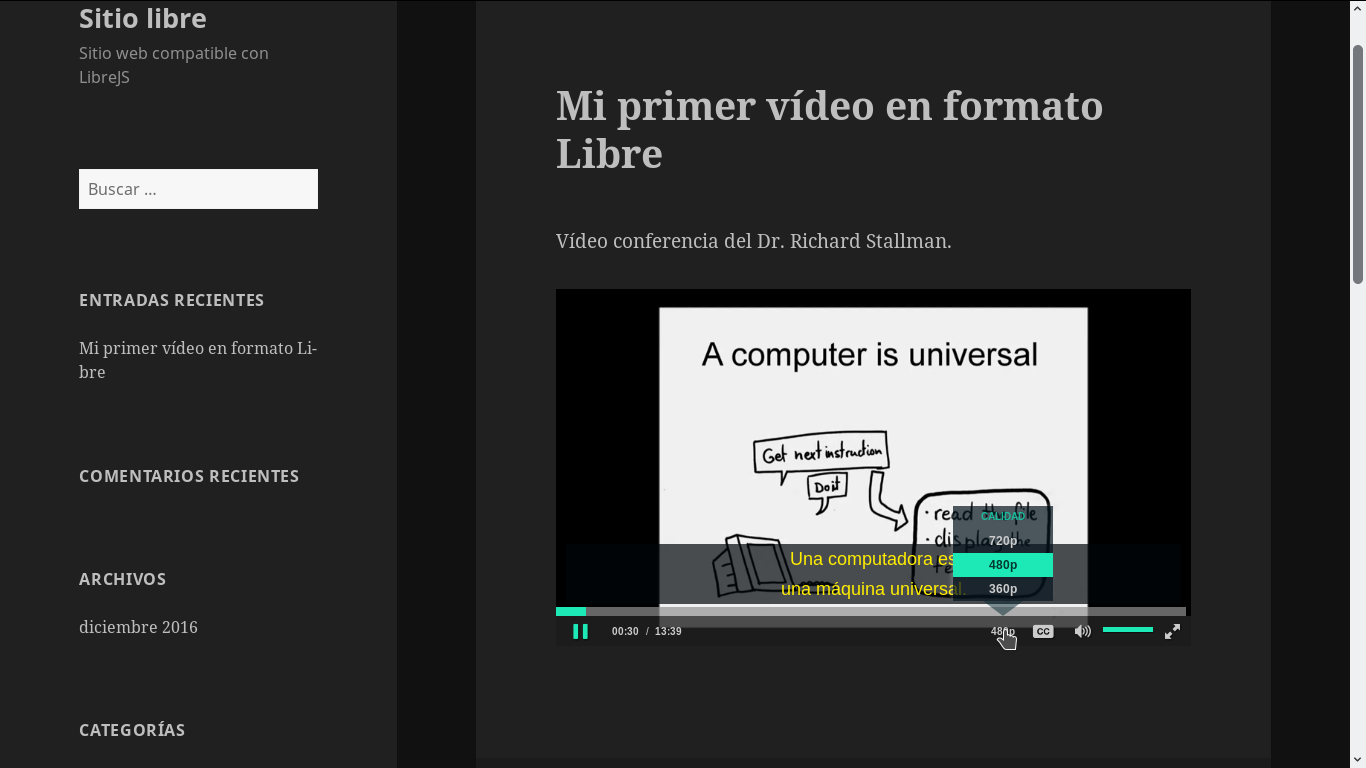 Sitio libre
Sitio web compatible con
LibreJS
Buscar ...
ENTRADAS RECIENTES
Mi primer vídeo en formato Li-
bre
COMENTARIOS RECIENTES
ARCHIVOS
diciembre 2016
CATEGORÍAS
Mi primer vídeo en formato
Libre
Vídeo conferencia del Dr. Richard Stallman.
A computer is universal
Get next instruction
Do it
· read the file
· display the
CALIDAD
720p
480p
360p
Una computadora es
una máquina universal.
00:30 / 13:39
480p
CC